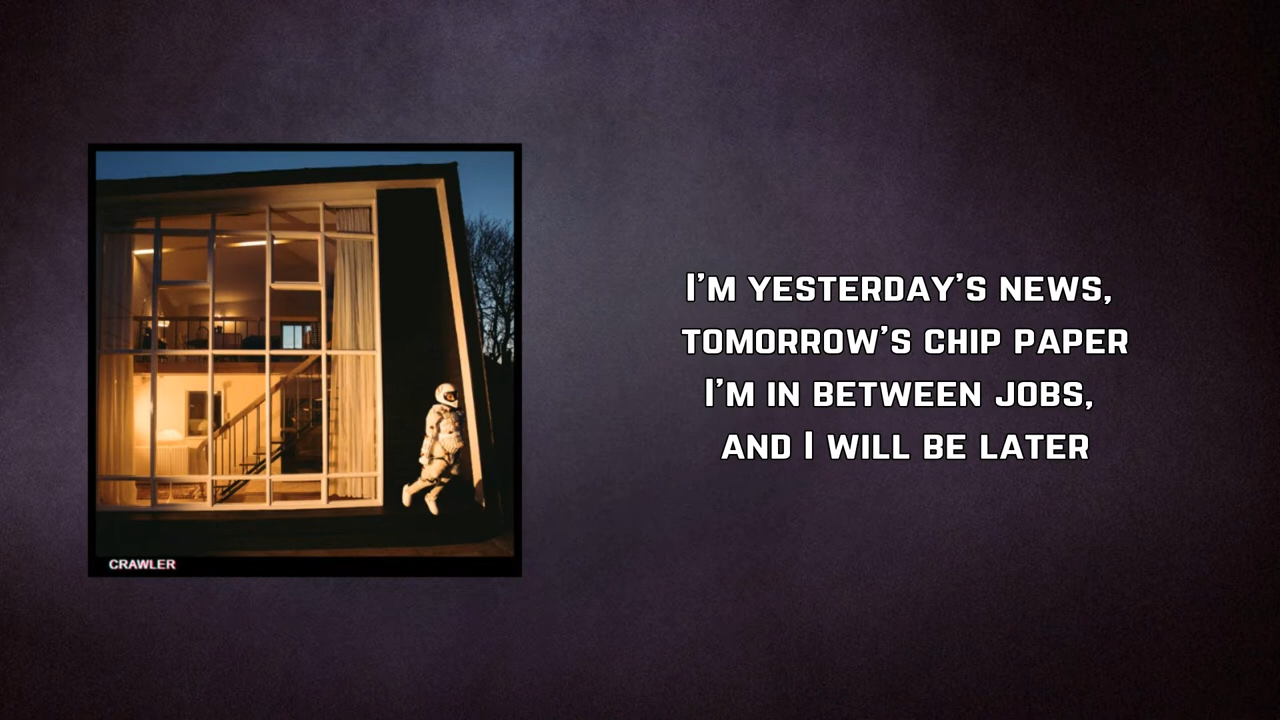 I'm yesterday's news,
tomorrow's chip paper
I'm in between jobs,
and I will be later
CRAWLER